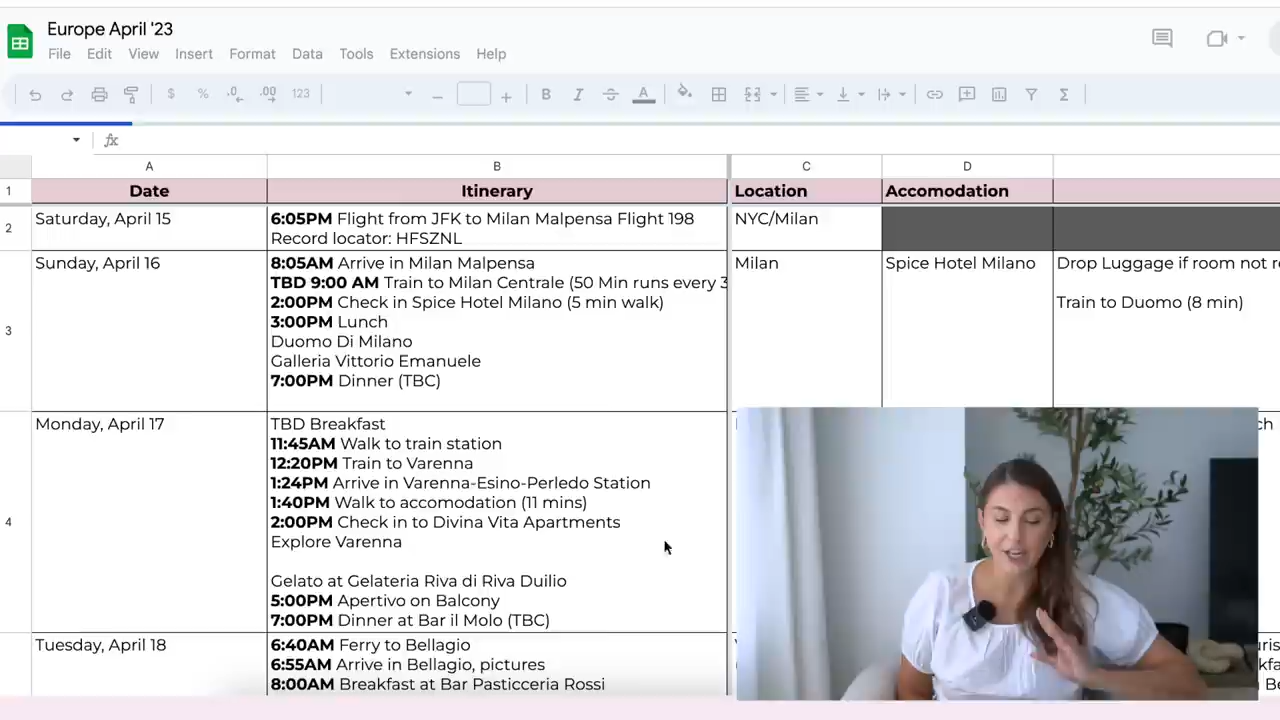 Europe April '23
File Edit View Insert Format Data Tools Extensions Help
$ % .0 .00 123
B I S A
fx
A B C D
1 Date Itinerary Location Accomodation
2 Saturday, April 15 6:05PM Flight from JFK to Milan Malpensa Flight 198 NYC/Milan
Record locator: HFSZNL
Sunday, April 16 8:05AM Arrive in Milan Malpensa Milan Spice Hotel Milano Drop Luggage if room not
TBD 9:00 AM Train to Milan Centrale (50 Min runs every
2:00PM Check in Spice Hotel Milano (5 min walk) Train to Duomo (8 min)
3 3:00PM Lunch
Duomo Di Milano
Galleria Vittorio Emanuele
7:00PM Dinner (TBC)
Monday, April 17 TBD Breakfast
11:45AM Walk to train station
12:20PM Train to Varenna
1:24PM Arrive in Varenna-Esino-Perledo Station
1:40PM Walk to accomodation (11 mins)
4 2:00PM Check in to Divina Vita Apartments
Explore Varenna
Gelato at Gelateria Riva di Riva Duilio
5:00PM Apertivo on Balcony
7:00PM Dinner at Bar il Molo (TBC)
Tuesday, April 18 6:40AM Ferry to Bellagio
6:55AM Arrive in Bellagio, pictures
8:00AM Breakfast at Bar Pasticceria Rossi